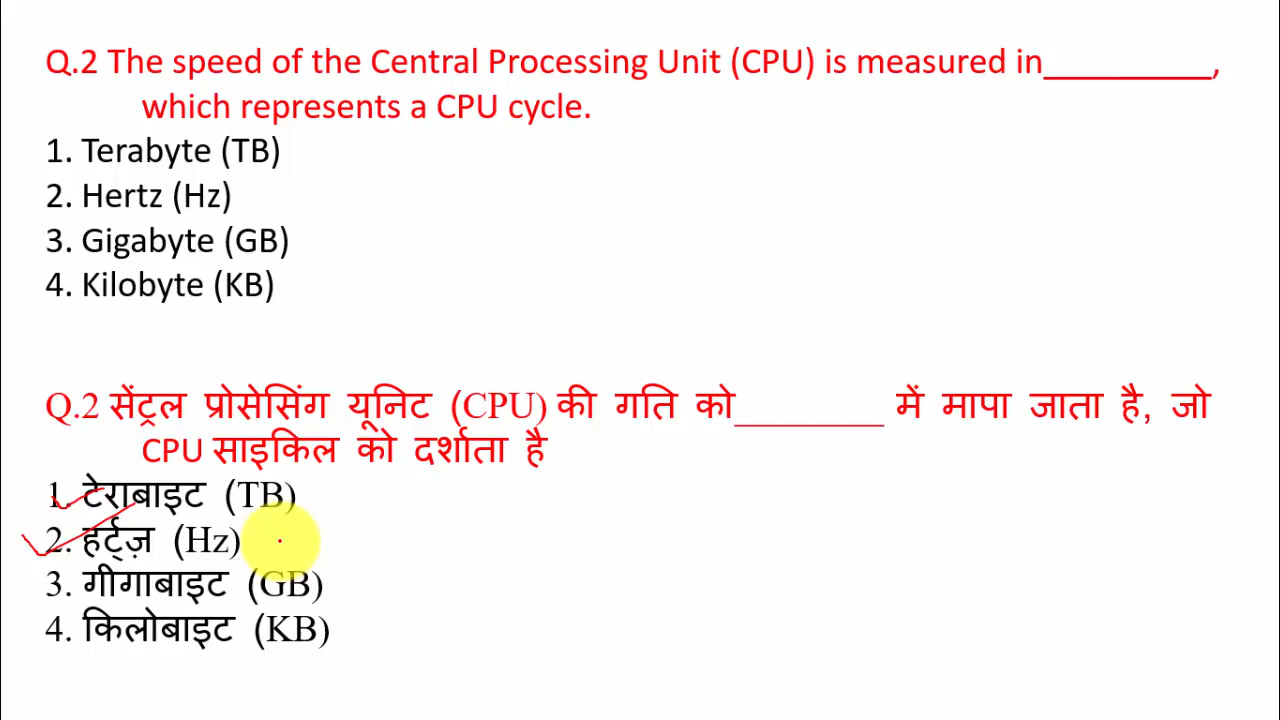 Q.2 The speed of the Central Processing Unit (CPU) is measured in_________,
which represents a CPU cycle.
1. Terabyte (TB)
2. Hertz (Hz)
3. Gigabyte (GB)
4. Kilobyte (KB)
Q.2 सेंट्रल प्रोसेसिंग यूनिट (CPU) की गति को________ में मापा जाता है, जो
CPU साइकिल को दर्शाता है
1. टेराबाइट (TB)
2. हर्ट्ज़ (Hz)
3. गीगाबाइट (GB)
4. किलोबाइट (KB)